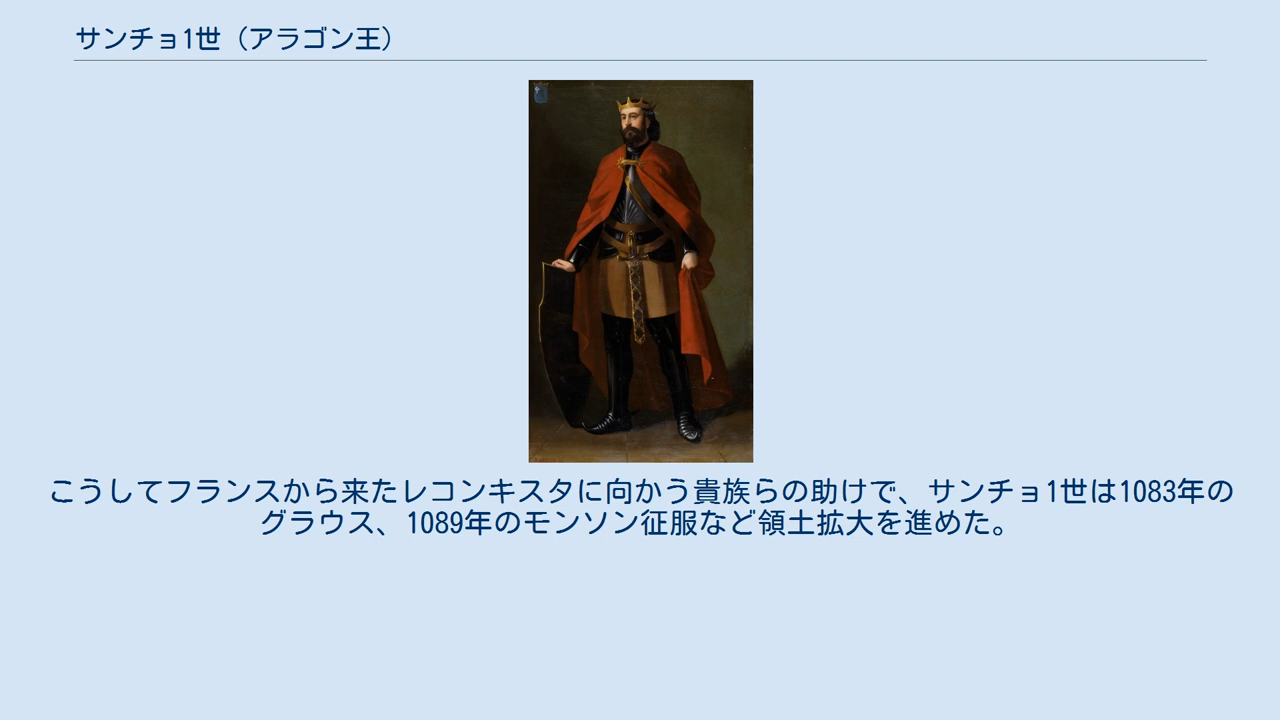 サンチョ1世（アラゴン王）
こうしてフランスから来たレコンキスタに向かう貴族らの助けで、サンチョ1世は1083年の
グラウス、1089年のモンソン征服など領土拡大を進めた。